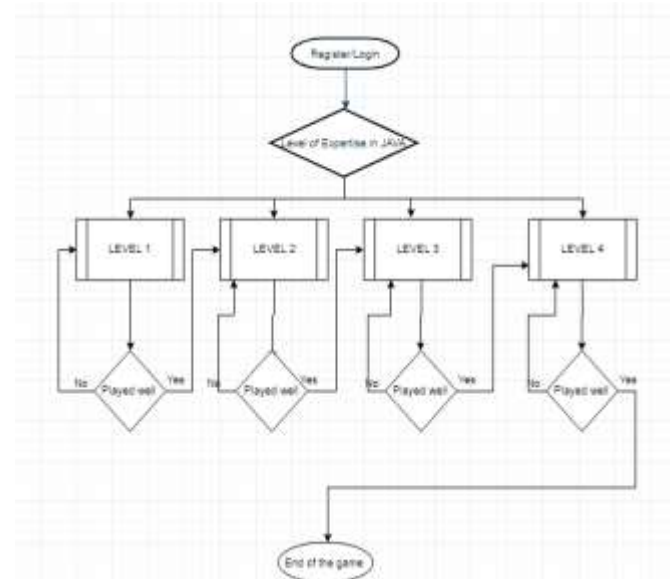 Register/Login
Level of Expertise in JAVA
LEVEL 1
LEVEL 2
LEVEL 3
LEVEL 4
No
Played well
Yes
No
Played well
Yes
No
Played well
Yes
No
Played well
Yes
End of the game